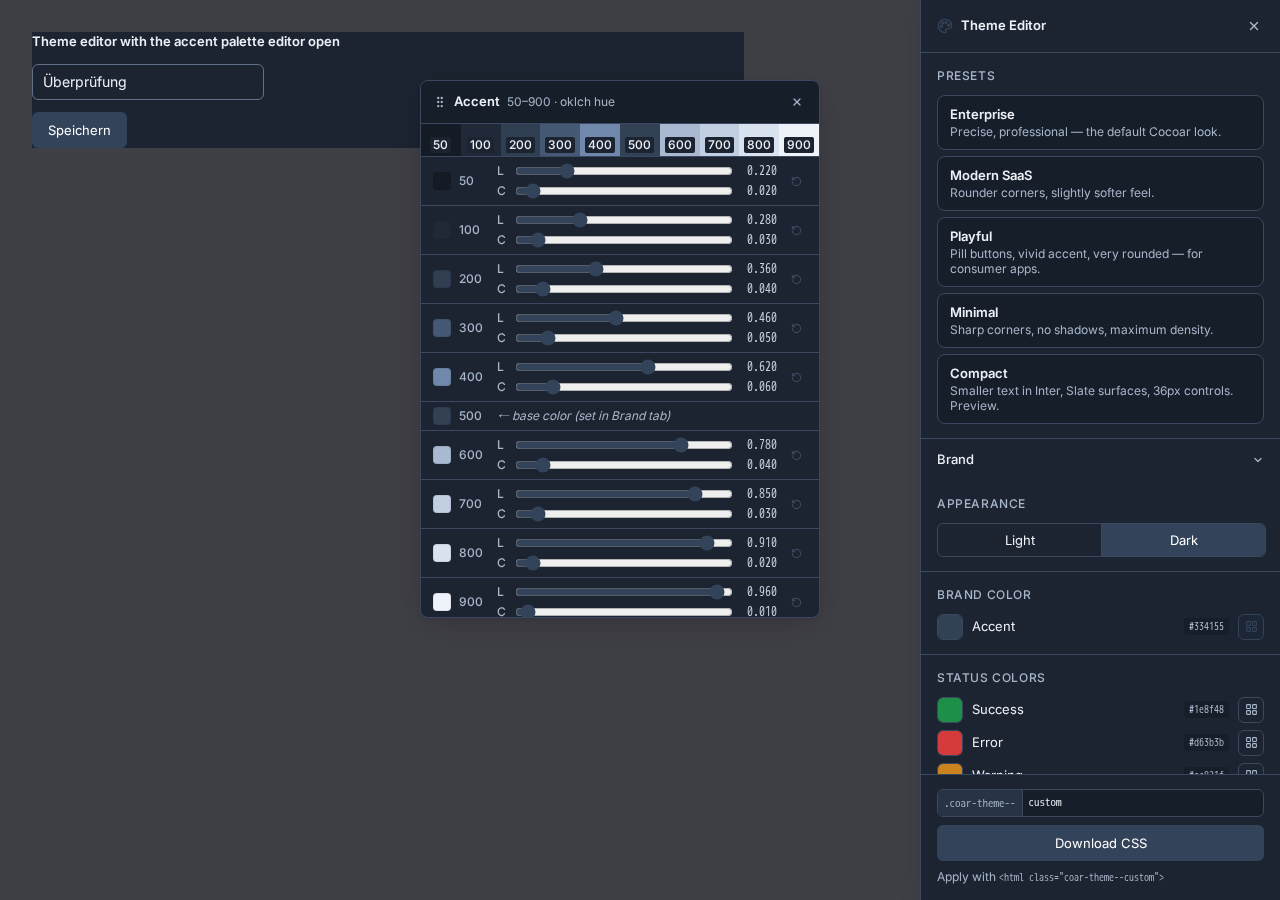 Theme editor with the accent palette editor open
Überprüfung
Speichern
Accent 50–900 · oklch hue
50 100 200 300 400 500 600 700 800 900
50 L 0.220
C 0.020
100 L 0.280
C 0.030
200 L 0.360
C 0.040
300 L 0.460
C 0.050
400 L 0.620
C 0.060
500 ← base color (set in Brand tab)
600 L 0.780
C 0.040
700 L 0.850
C 0.030
800 L 0.910
C 0.020
900 L 0.960
C 0.010
Theme Editor
PRESETS
Enterprise
Precise, professional — the default Cocoar look.
Modern SaaS
Rounder corners, slightly softer feel.
Playful
Pill buttons, vivid accent, very rounded — for
consumer apps.
Minimal
Sharp corners, no shadows, maximum density.
Compact
Smaller text in Inter, Slate surfaces, 36px controls.
Preview.
Brand
APPEARANCE
Light Dark
BRAND COLOR
Accent #334155
STATUS COLORS
Success #1e8f48
Error #d63b3b
Warning
.coar-theme-- custom
Download CSS
Apply with <html class="coar-theme--custom">